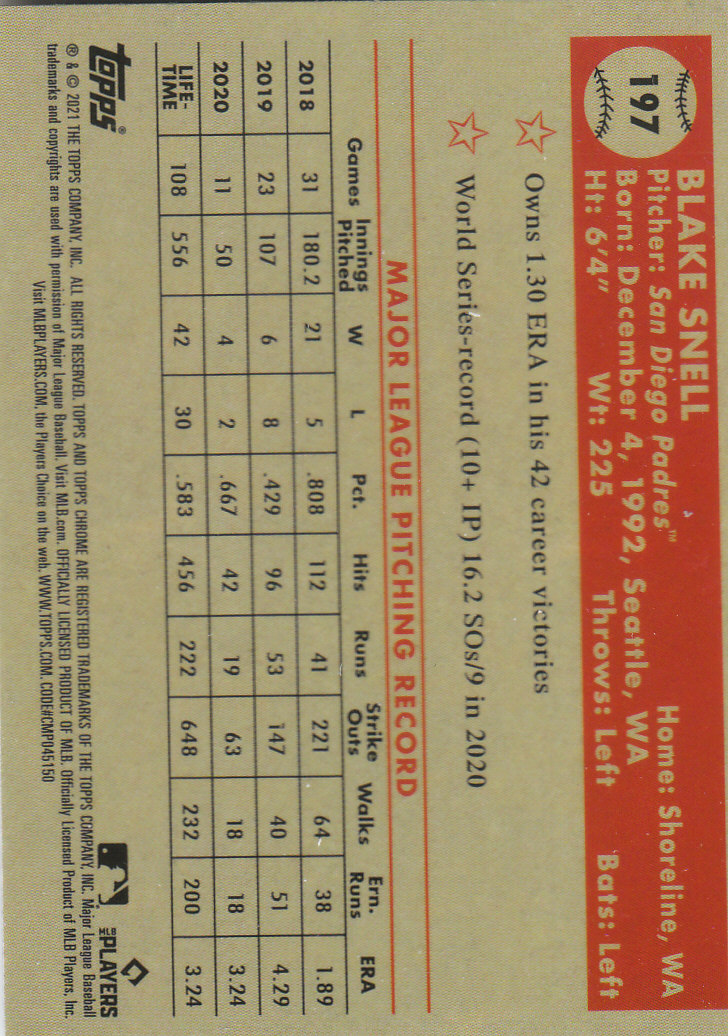 197
BLAKE SNELL
Pitcher: San Diego Padres™ Home: Shoreline, WA
Born: December 4, 1992, Seattle, WA
Ht: 6'4" Wt: 225 Throws: Left Bats: Left
Owns 1.30 ERA in his 42 career victories
World Series-record (10+ IP) 16.2 SOs/9 in 2020
MAJOR LEAGUE PITCHING RECORD
Games Innings Pitched W L Pct. Hits Runs Strike Outs Walks Ern. Runs ERA
2018 31 180.2 21 5 .808 112 41 221 64 38 1.89
2019 23 107 6 8 .429 96 53 147 40 51 4.29
2020 11 50 4 2 .667 42 19 63 18 18 3.24
LIFE-TIME 108 556 42 30 .583 456 222 648 232 200 3.24
topps®
MLB PLAYERS
® & © 2021 THE TOPPS COMPANY, INC. ALL RIGHTS RESERVED. TOPPS AND TOPPS CHROME ARE REGISTERED TRADEMARKS OF THE TOPPS COMPANY, INC. Major League Baseball
trademarks and copyrights are used with permission of Major League Baseball. Visit MLB.com. OFFICIALLY LICENSED PRODUCT OF MLB. Officially Licensed Product of MLB Players, Inc.
Visit MLBPLAYERS.COM, the Players Choice on the web. WWW.TOPPS.COM. CODE#CMP045150